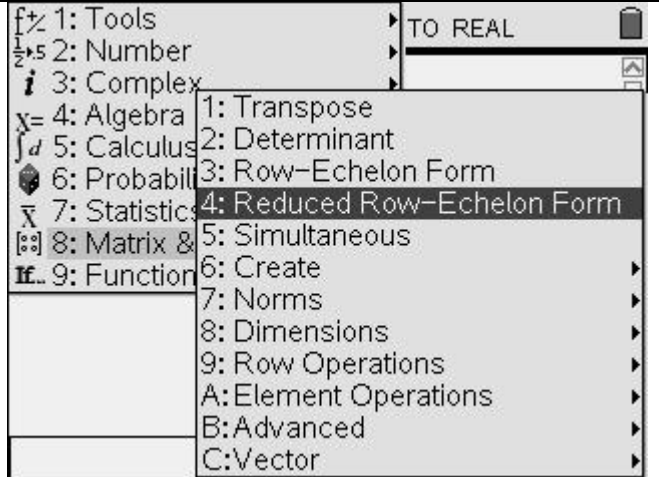 1: Tools
TO REAL
2: Number
3: Complex
4: Algebra
5: Calculus
6: Probabili
7: Statistics
8: Matrix &
9: Function
1: Transpose
2: Determinant
3: Row-Echelon Form
4: Reduced Row-Echelon Form
5: Simultaneous
6: Create
7: Norms
8: Dimensions
9: Row Operations
A: Element Operations
B: Advanced
C: Vector